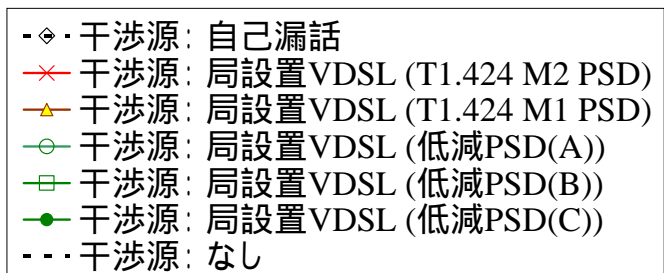 干渉源: 自己漏話
干渉源: 局設置VDSL (T1.424 M2 PSD)
干渉源: 局設置VDSL (T1.424 M1 PSD)
干渉源: 局設置VDSL (低減PSD(A))
干渉源: 局設置VDSL (低減PSD(B))
干渉源: 局設置VDSL (低減PSD(C))
干渉源: なし